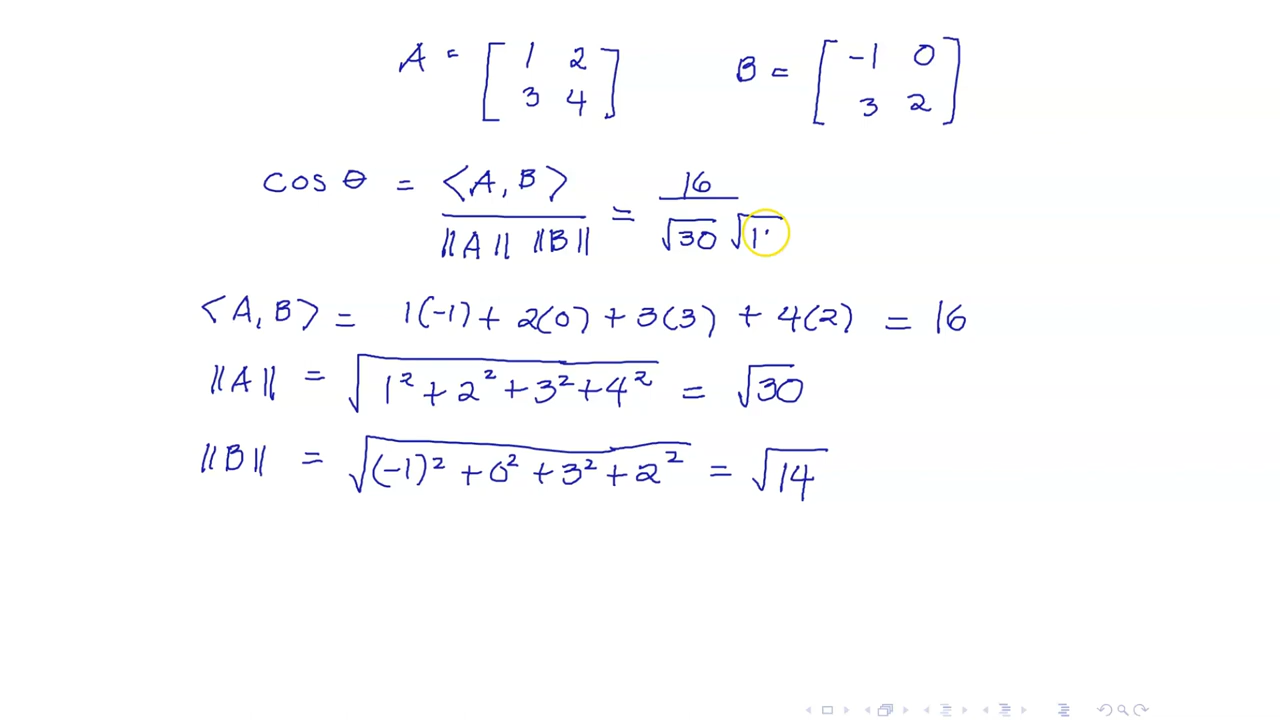 A = [ 1 2 ; 3 4 ] B = [ -1 0 ; 3 2 ]
cos θ = <A, B> / ‖A‖ ‖B‖ = 16 / √30 √1
<A, B> = 1(-1) + 2(0) + 3(3) + 4(2) = 16
‖A‖ = √(1² + 2² + 3² + 4²) = √30
‖B‖ = √((-1)² + 0² + 3² + 2²) = √14